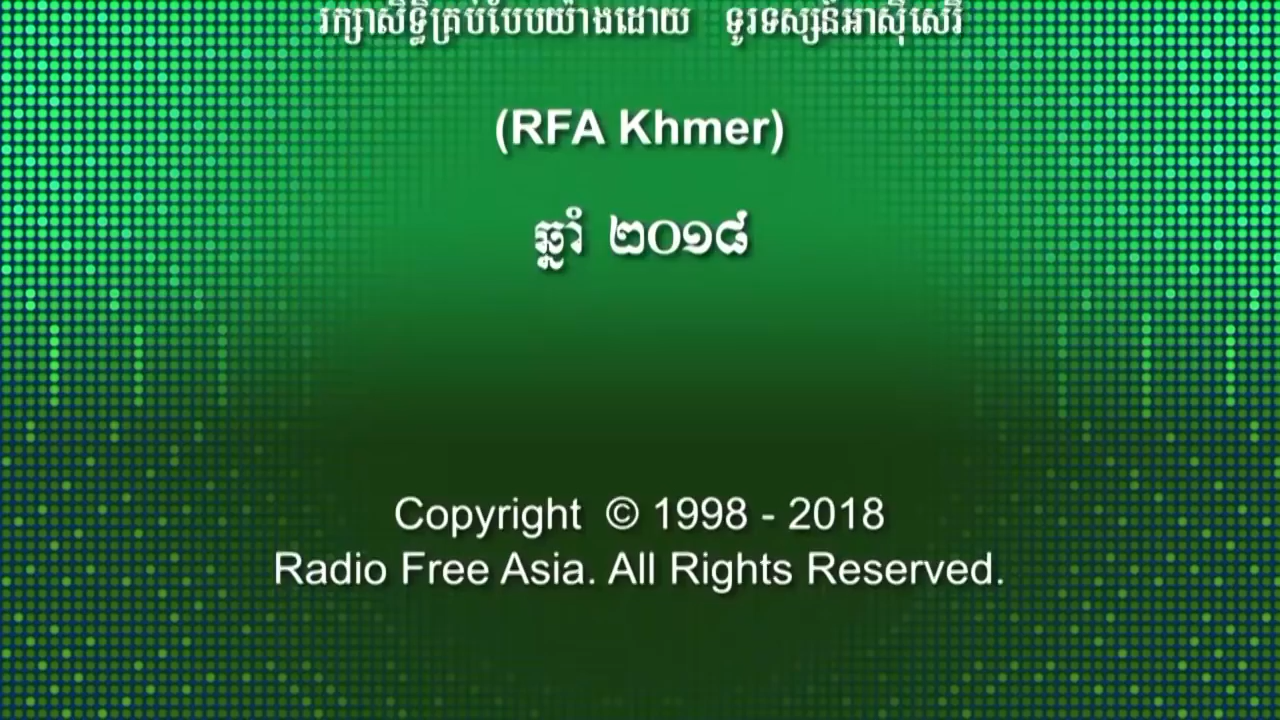 រក្សាសិទ្ធិគ្រប់បែបយ៉ាងដោយ ទូរទស្សន៍អាស៊ីសេរី
(RFA Khmer)
ឆ្នាំ ២០១៨
Copyright © 1998 - 2018
Radio Free Asia. All Rights Reserved.